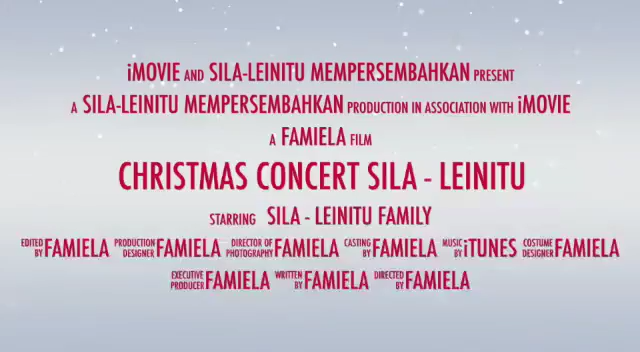 iMOVIE AND SILA-LEINITU MEMPERSEMBAHKAN PRESENT
A SILA-LEINITU MEMPERSEMBAHKAN PRODUCTION IN ASSOCIATION WITH iMOVIE
A FAMIELA FILM
CHRISTMAS CONCERT SILA - LEINITU
STARRING SILA - LEINITU FAMILY
EDITED BY FAMIELA PRODUCTION DESIGNER FAMIELA DIRECTOR OF PHOTOGRAPHY FAMIELA CASTING BY FAMIELA MUSIC BY iTUNES COSTUME DESIGNER FAMIELA
EXECUTIVE PRODUCER FAMIELA WRITTEN BY FAMIELA DIRECTED BY FAMIELA